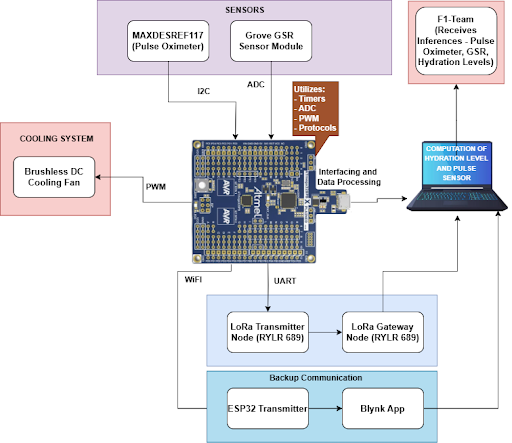 SENSORS
MAXDESREF117
(Pulse Oximeter)
Grove GSR
Sensor Module
F1-Team
(Receives
Inferences - Pulse
Oximeter, GSR,
Hydration Levels)
I2C
ADC
Utilizes:
- Timers
- ADC
- PWM
- Protocols
COOLING SYSTEM
Brushless DC
Cooling Fan
PWM
AVR
Atmel
AVR
Interfacing and
Data Processing
COMPUTATION OF
HYDRATION LEVEL
AND PULSE
SENSOR
WiFI
UART
LoRa Transmitter
Node (RYLR 689)
LoRa Gateway
Node (RYLR 689)
Backup Communication
ESP32 Transmitter
Blynk App